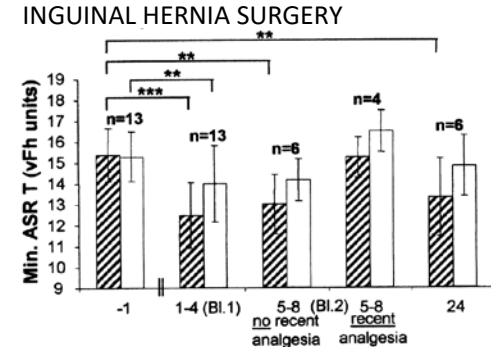 INGUINAL HERNIA SURGERY
**
**
**
***
Min. ASR T (vFh units)
19
18
17
16
15
14
13
12
11
10
9
n=13
n=13
n=6
n=4
n=6
-1 1-4 (Bl.1) 5-8 (Bl.2) 5-8 24
no recent recent
analgesia analgesia